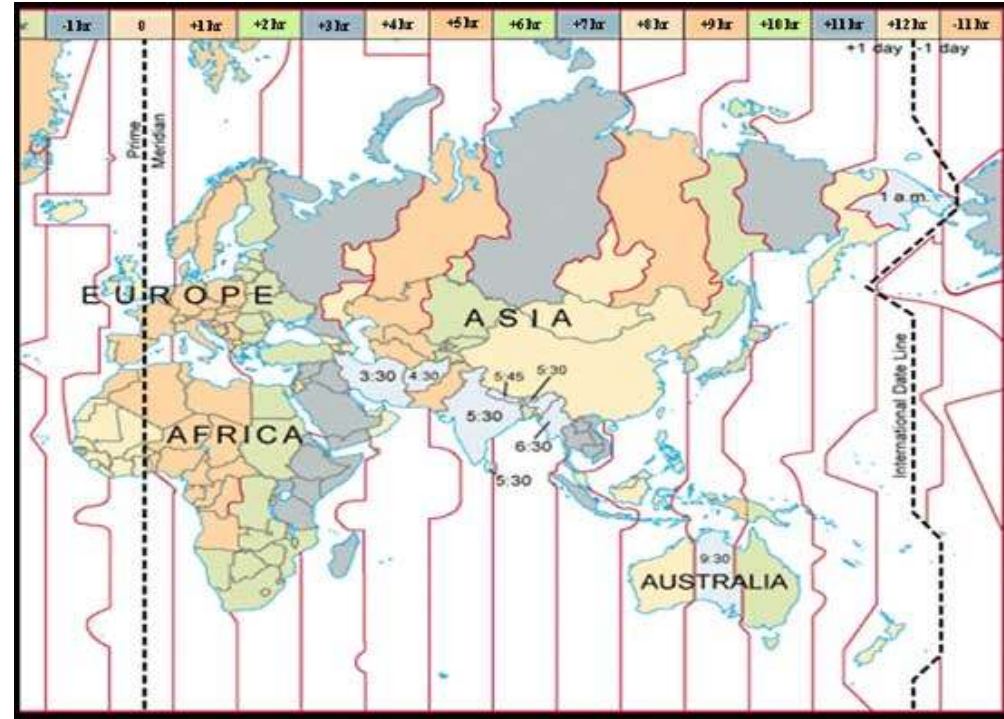 -1 hr 0 +1 hr +2 hr +3 hr +4 hr +5 hr +6 hr +7 hr +8 hr +9 hr +10 hr +11 hr +12 hr -11 hr
+1 day -1 day
Prime
Meridian
1 a.m.
EUROPE
ASIA
International Date Line
3:30 4:30 5:45 5:30
5:30
AFRICA
6:30
5:30
9:30
AUSTRALIA